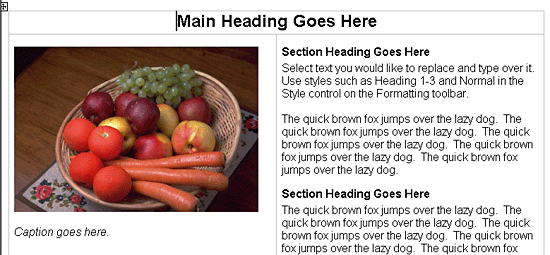 Main Heading Goes Here
Section Heading Goes Here
Select text you would like to replace and type over it.
Use styles such as Heading 1-3 and Normal in the
Style control on the Formatting toolbar.
The quick brown fox jumps over the lazy dog.  The
quick brown fox jumps over the lazy dog.  The quick
brown fox jumps over the lazy dog.  The quick brown
fox jumps over the lazy dog.  The quick brown fox
jumps over the lazy dog.
Section Heading Goes Here
The quick brown fox jumps over the lazy dog.  The
quick brown fox jumps over the lazy dog.  The quick
brown fox jumps over the lazy dog.  The quick brown
fox jumps over the lazy dog.  The quick brown fox
Caption goes here.